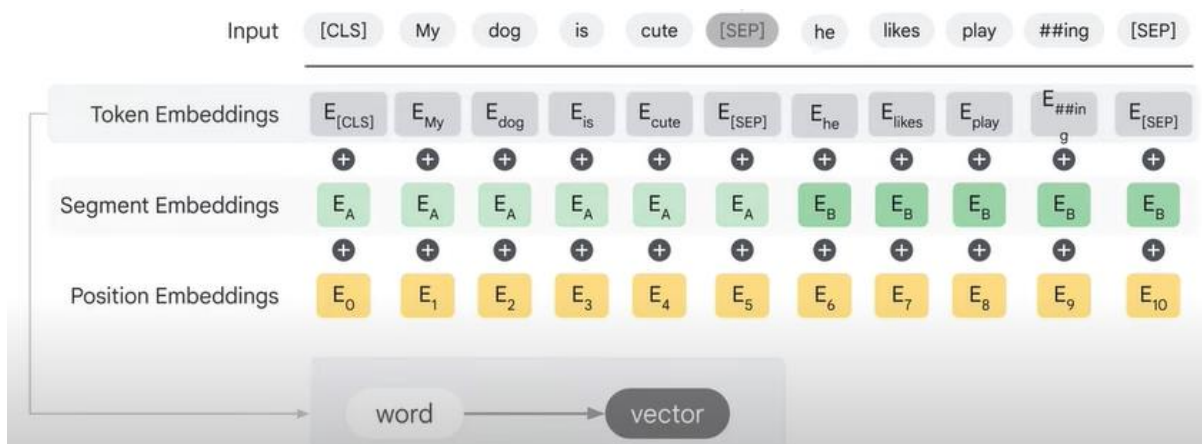 Input [CLS] My dog is cute [SEP] he likes play ##ing [SEP]
Token Embeddings E[CLS] EMy Edog Eis Ecute E[SEP] Ehe Elikes Eplay E##ing E[SEP]
+ + + + + + + + + + +
Segment Embeddings EA EA EA EA EA EA EB EB EB EB EB
+ + + + + + + + + + +
Position Embeddings E0 E1 E2 E3 E4 E5 E6 E7 E8 E9 E10
word vector